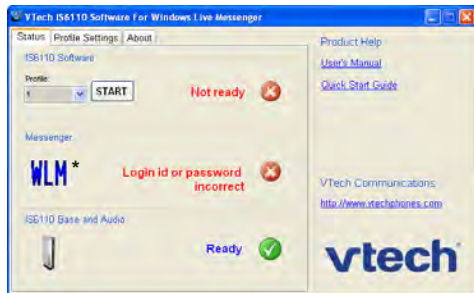 VTech IS6110 Software For Windows Live Messenger
Status Profile Settings About
IS6110 Software
Profile:
1 START Not ready
Messenger
WLM* Login id or password
incorrect
IS6110 Base and Audio
Ready
Product Help
User's Manual
Quick Start Guide
VTech Communications
http://www.vtechphones.com
vtech